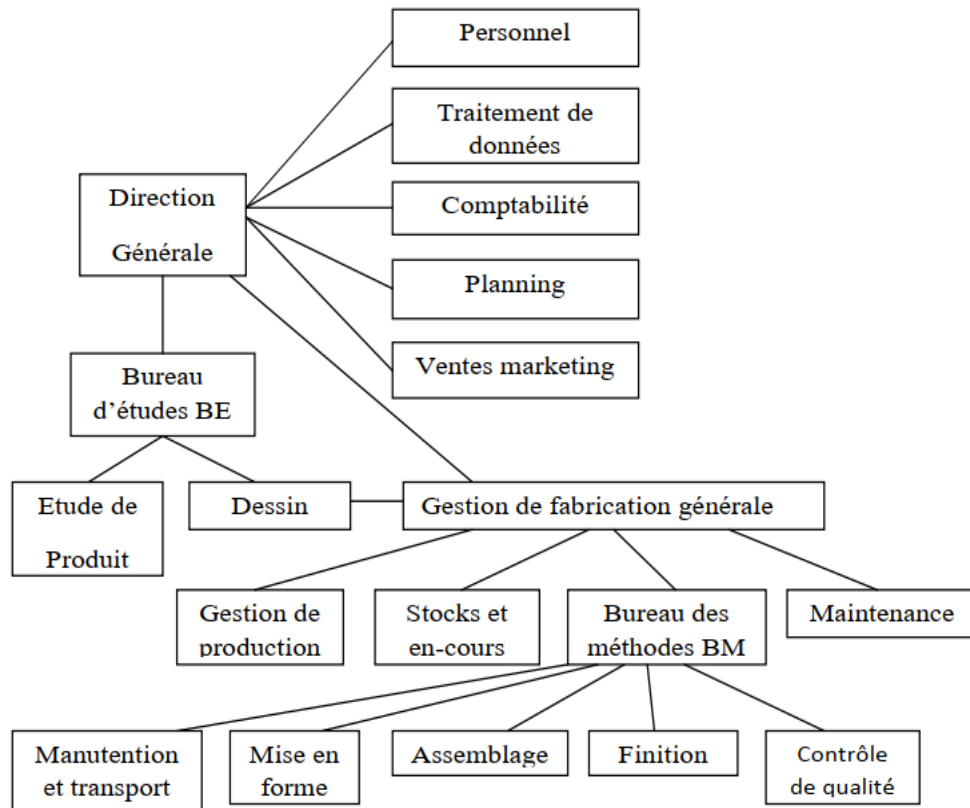 Personnel
Traitement de
données
Direction
Générale
Comptabilité
Planning
Ventes marketing
Bureau
d'études BE
Etude de
Produit
Dessin
Gestion de fabrication générale
Gestion de
production
Stocks et
en-cours
Bureau des
méthodes BM
Maintenance
Manutention
et transport
Mise en
forme
Assemblage
Finition
Contrôle
de qualité